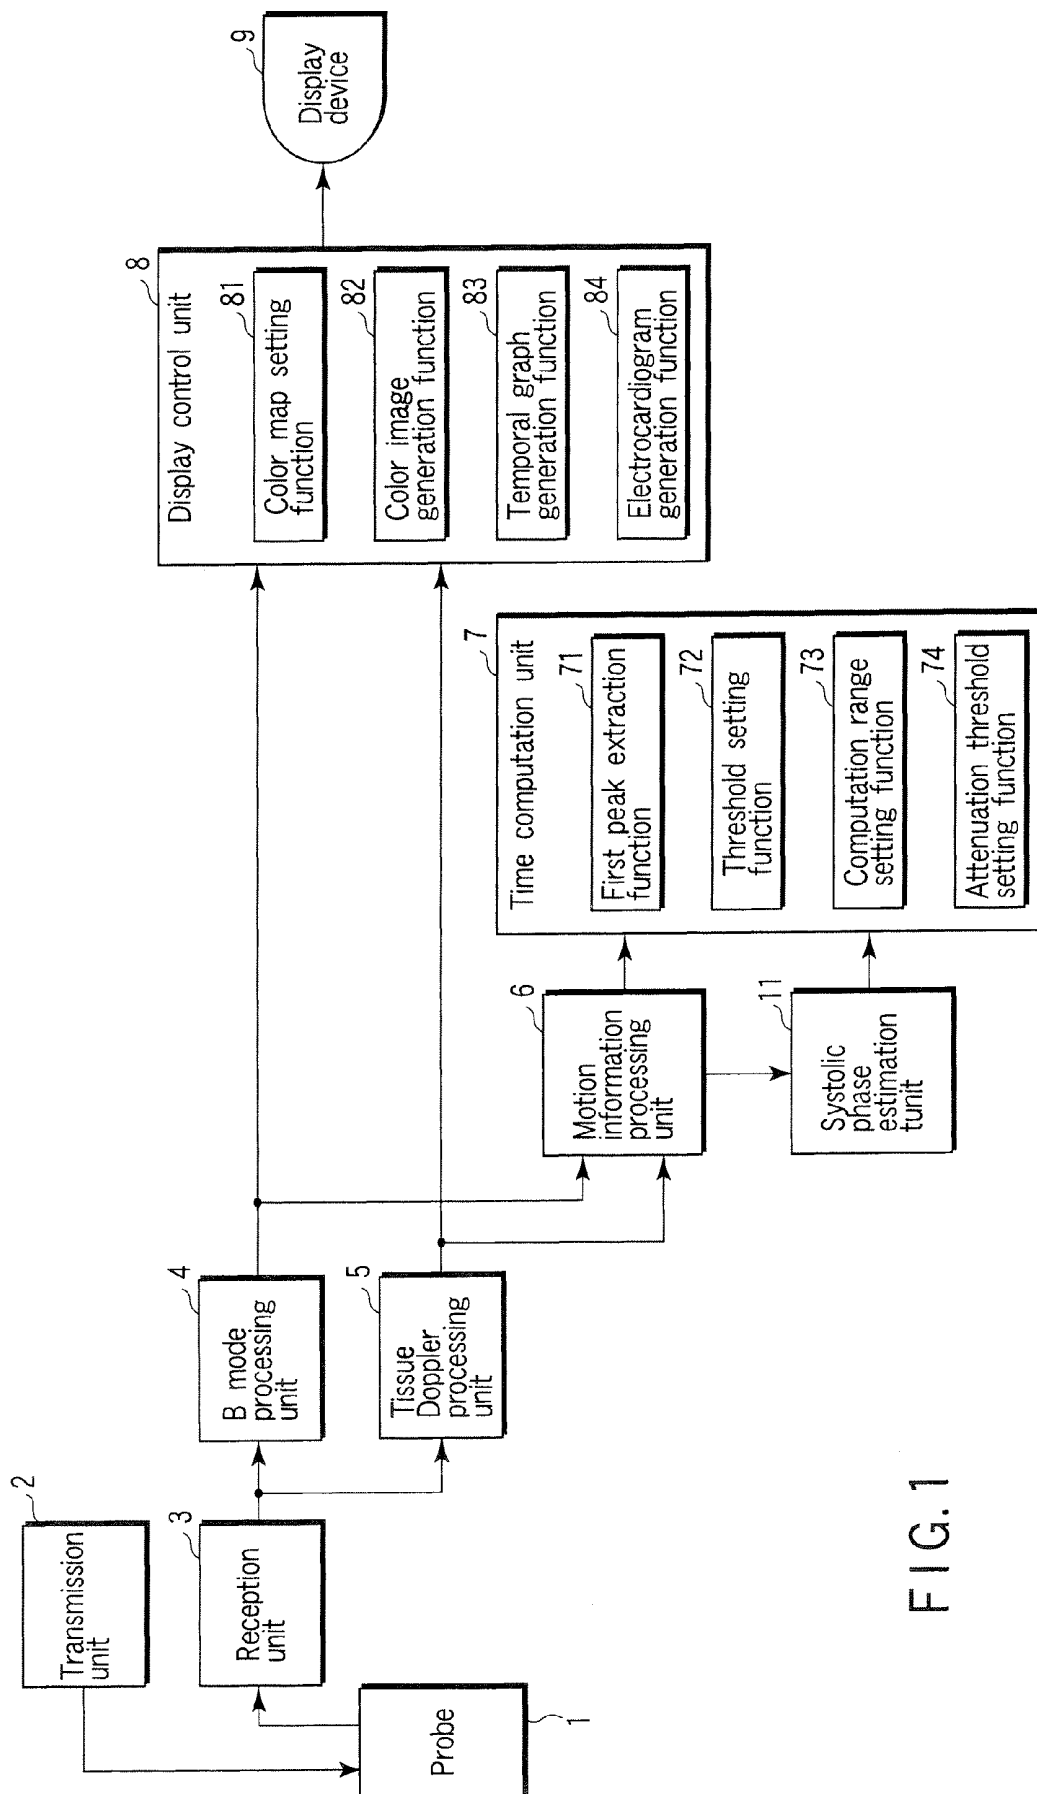 2
Transmission
unit
3
Reception
unit
Probe
1
4
B mode
processing
unit
5
Tissue
Doppler
processing
unit
6
Motion
information
processing
unit
11
Systolic
phase
estimation
tunit
7
Time computation unit
71
First peak extraction
function
72
Threshold setting
function
73
Computation range
setting function
74
Attenuation threshold
setting function
8
Display control unit
81
Color map setting
function
82
Color image
generation function
83
Temporal graph
generation function
84
Electrocardiogram
generation function
9
Display
device
FIG. 1